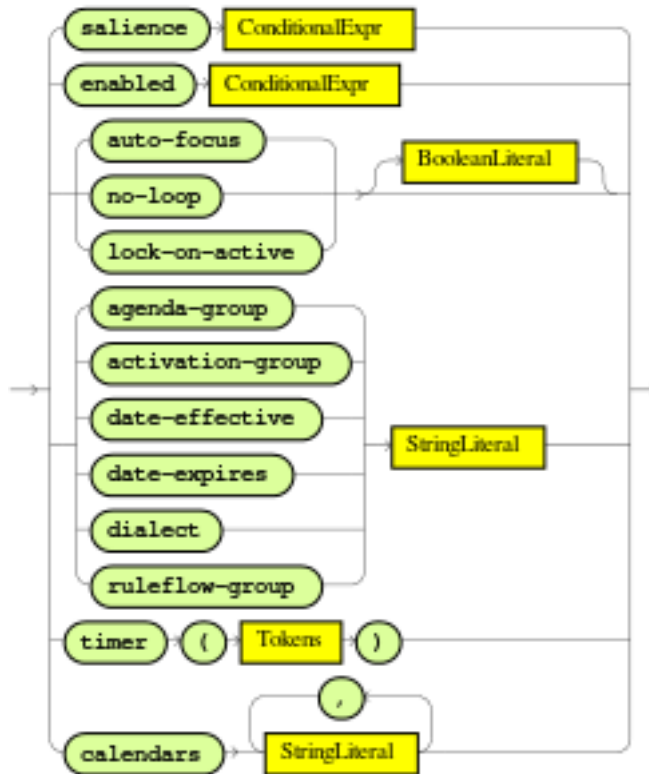 salience ConditionalExpr
enabled ConditionalExpr
auto-focus
BooleanLiteral
no-loop
lock-on-active
agenda-group
activation-group
date-effective
StringLiteral
date-expires
dialect
ruleflow-group
timer ( Tokens )
,
calendars StringLiteral